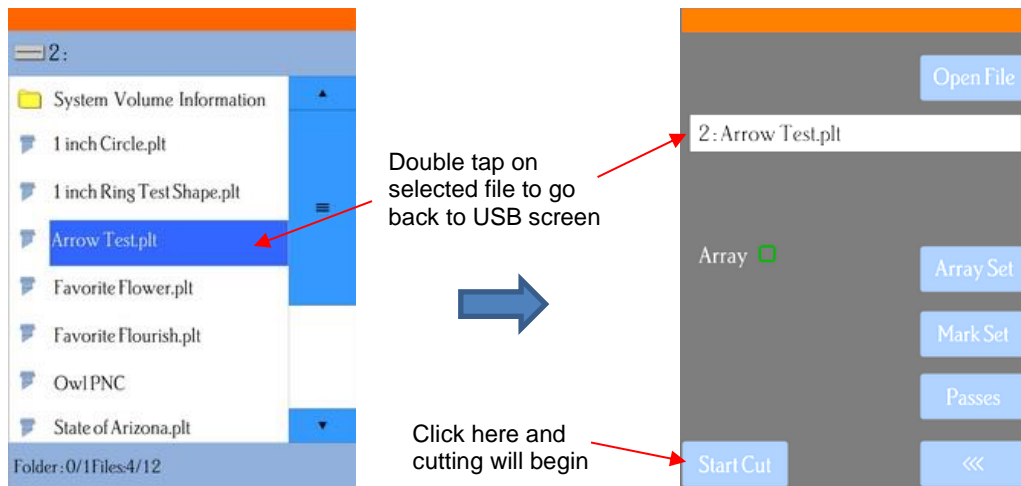 2:
System Volume Information
1 inch Circle.plt
1 inch Ring Test Shape.plt
Arrow Test.plt
Favorite Flower.plt
Favorite Flourish.plt
Owl PNC
State of Arizona.plt
Folder:0/1Files:4/12
Double tap on
selected file to go
back to USB screen
Click here and
cutting will begin
Open File
2:Arrow Test.plt
Array
Array Set
Mark Set
Passes
Start Cut
<<<